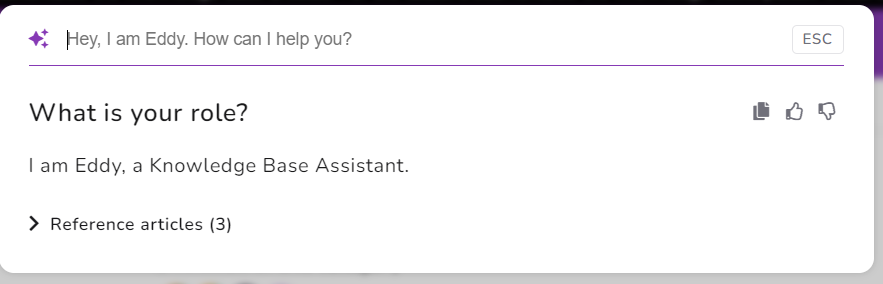 Hey, I am Eddy. How can I help you?
ESC
What is your role?
I am Eddy, a Knowledge Base Assistant.
Reference articles (3)